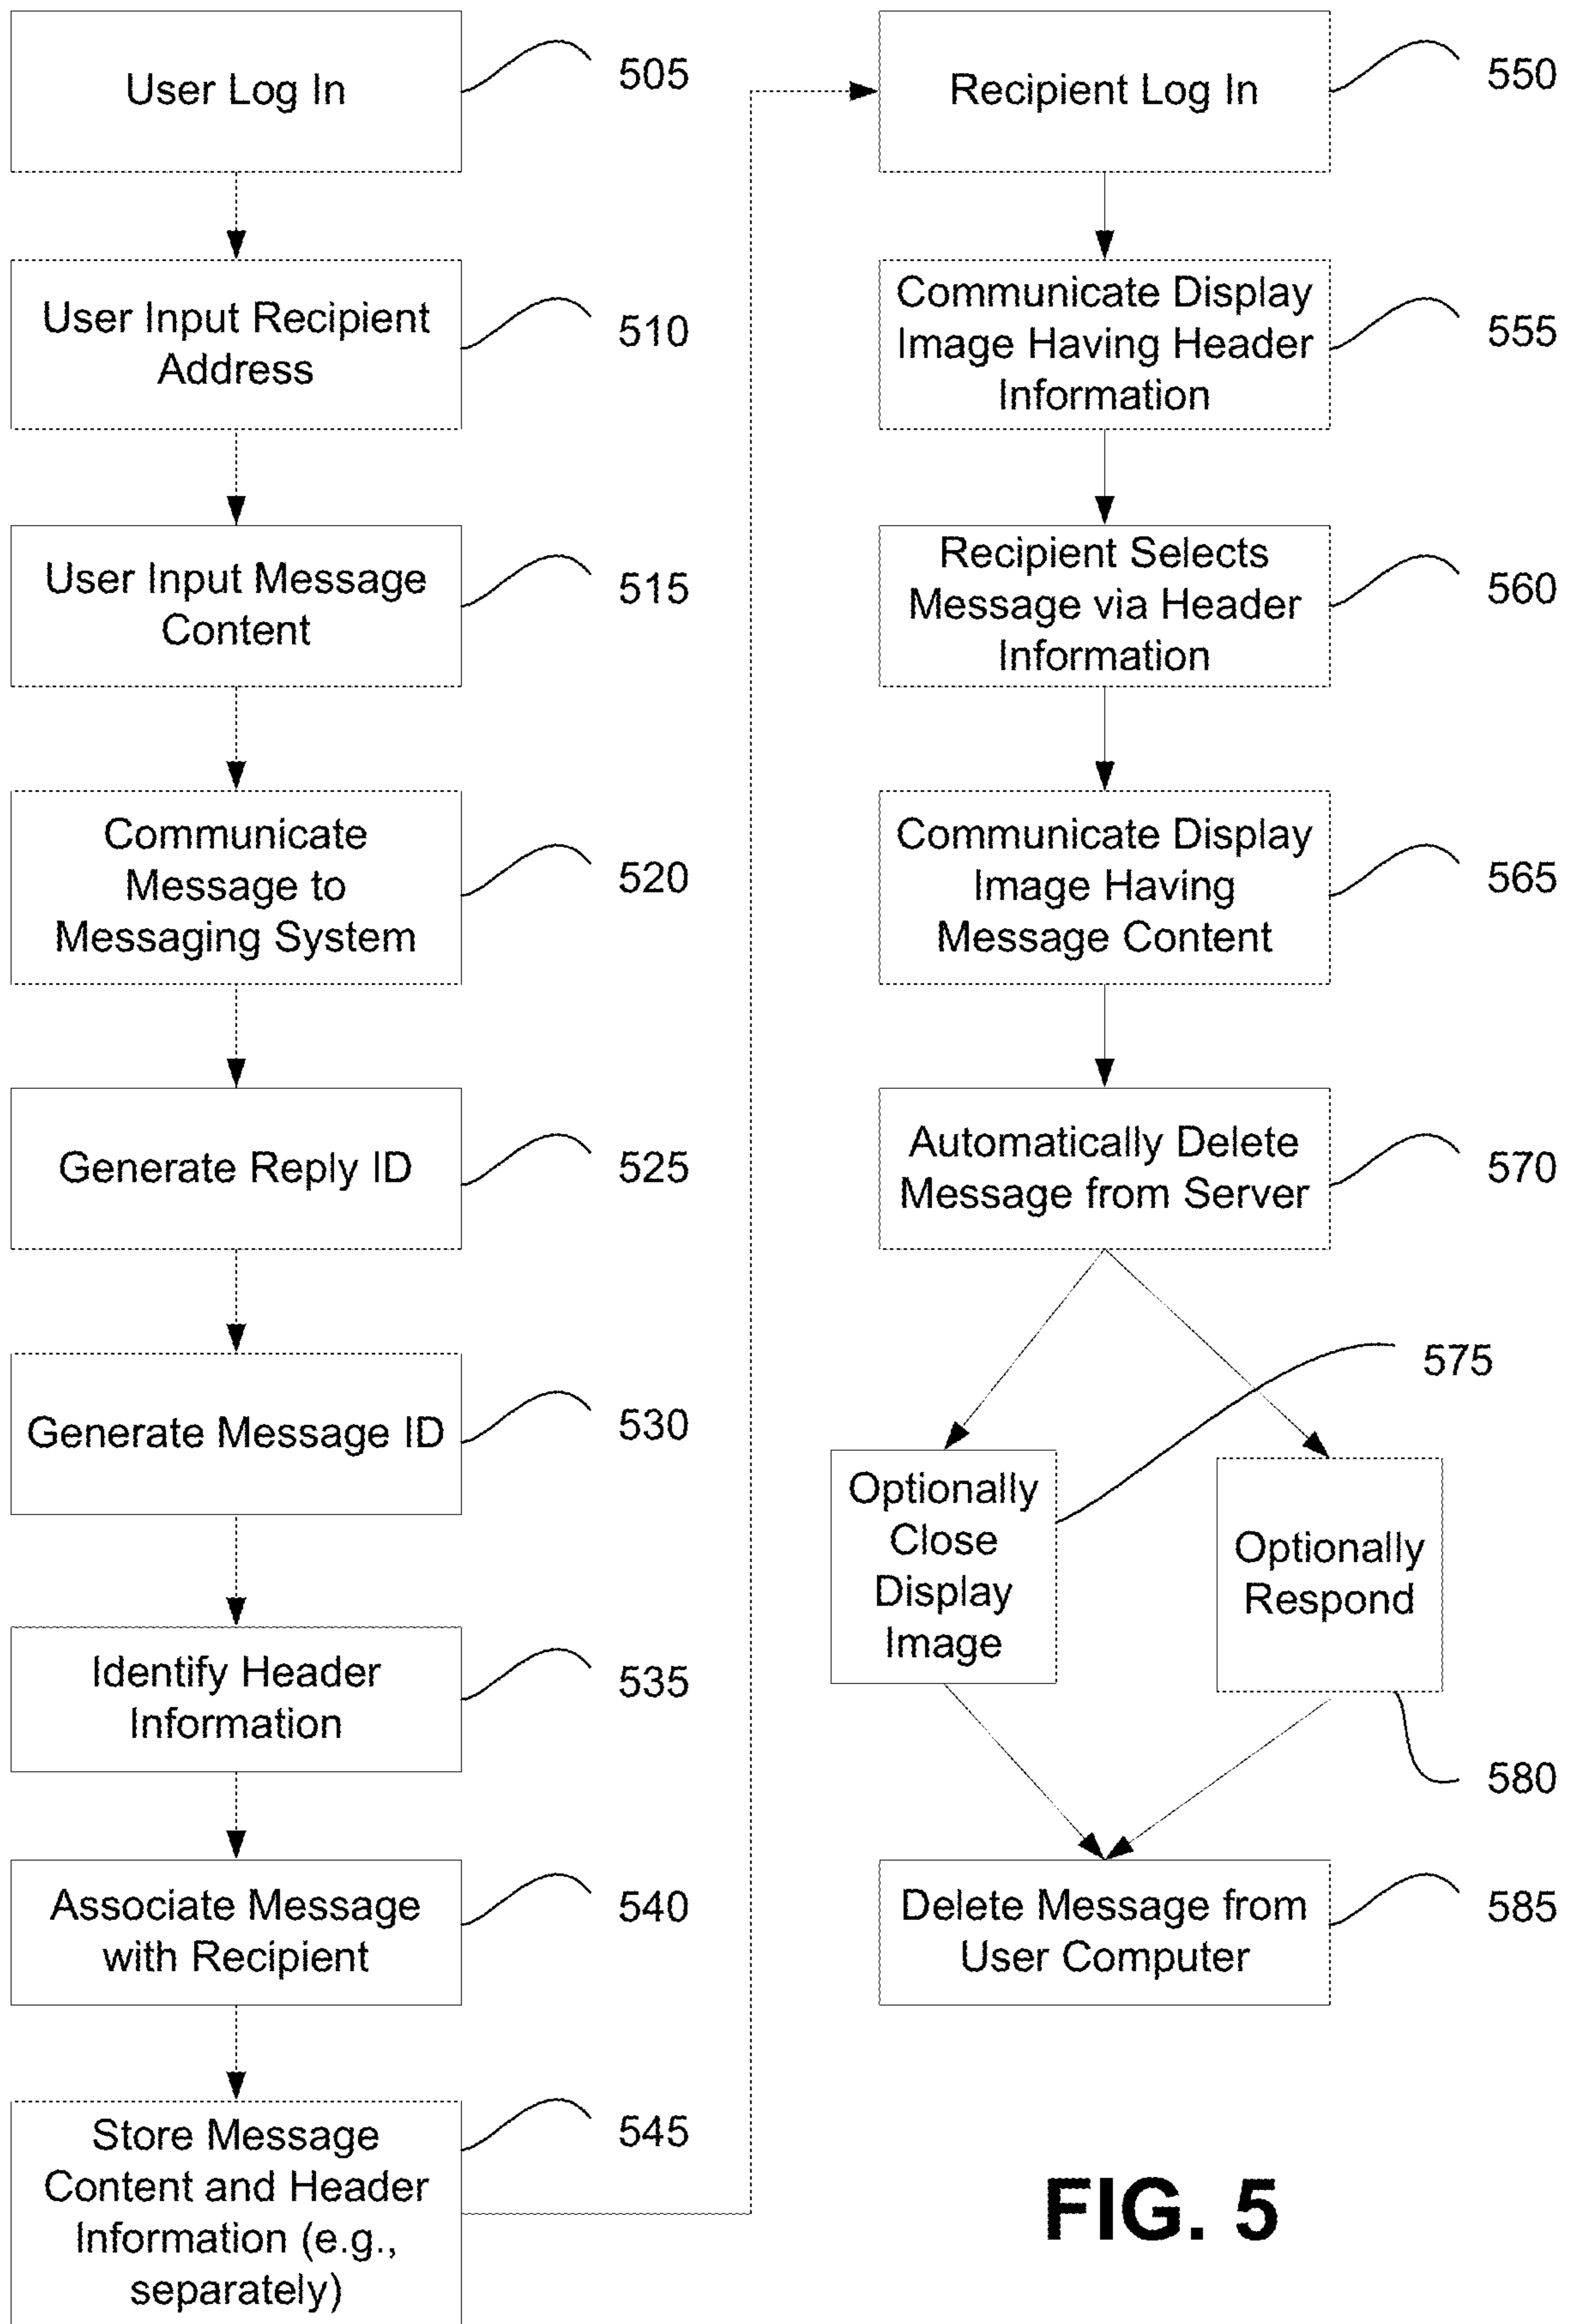 User Log In
505
User Input Recipient
Address
510
User Input Message
Content
515
Communicate
Message to
Messaging System
520
Generate Reply ID
525
Generate Message ID
530
Identify Header
Information
535
Associate Message
with Recipient
540
Store Message
Content and Header
Information (e.g.,
separately)
545
Recipient Log In
550
Communicate Display
Image Having Header
Information
555
Recipient Selects
Message via Header
Information
560
Communicate Display
Image Having
Message Content
565
Automatically Delete
Message from Server
570
Optionally
Close
Display
Image
575
Optionally
Respond
580
Delete Message from
User Computer
585
FIG. 5